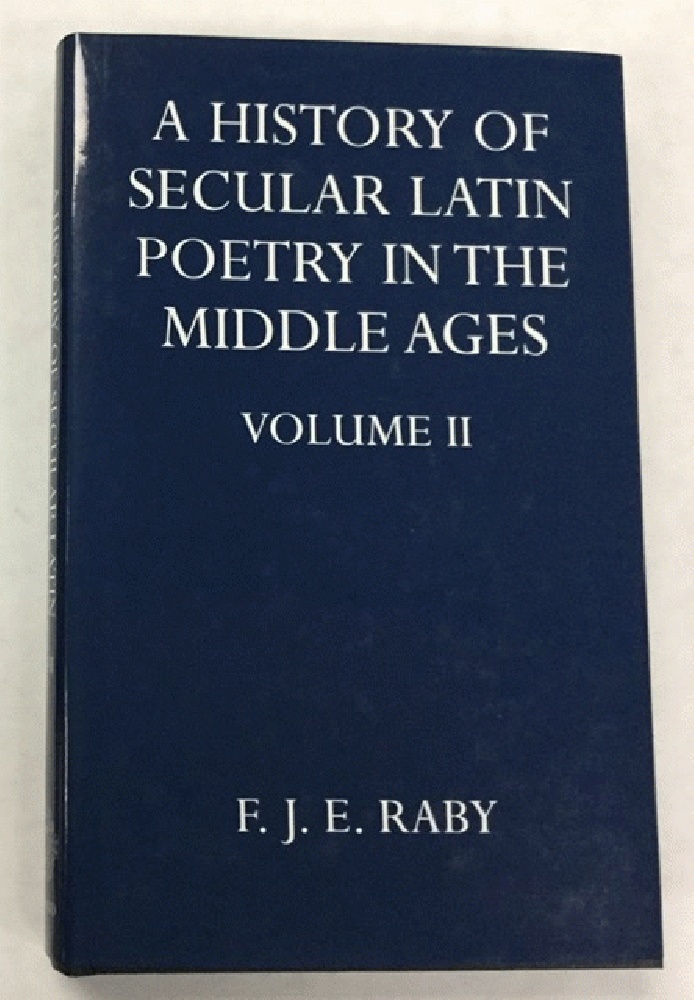 A HISTORY OF
SECULAR LATIN
POETRY IN THE
MIDDLE AGES
VOLUME II
F. J. E. RABY